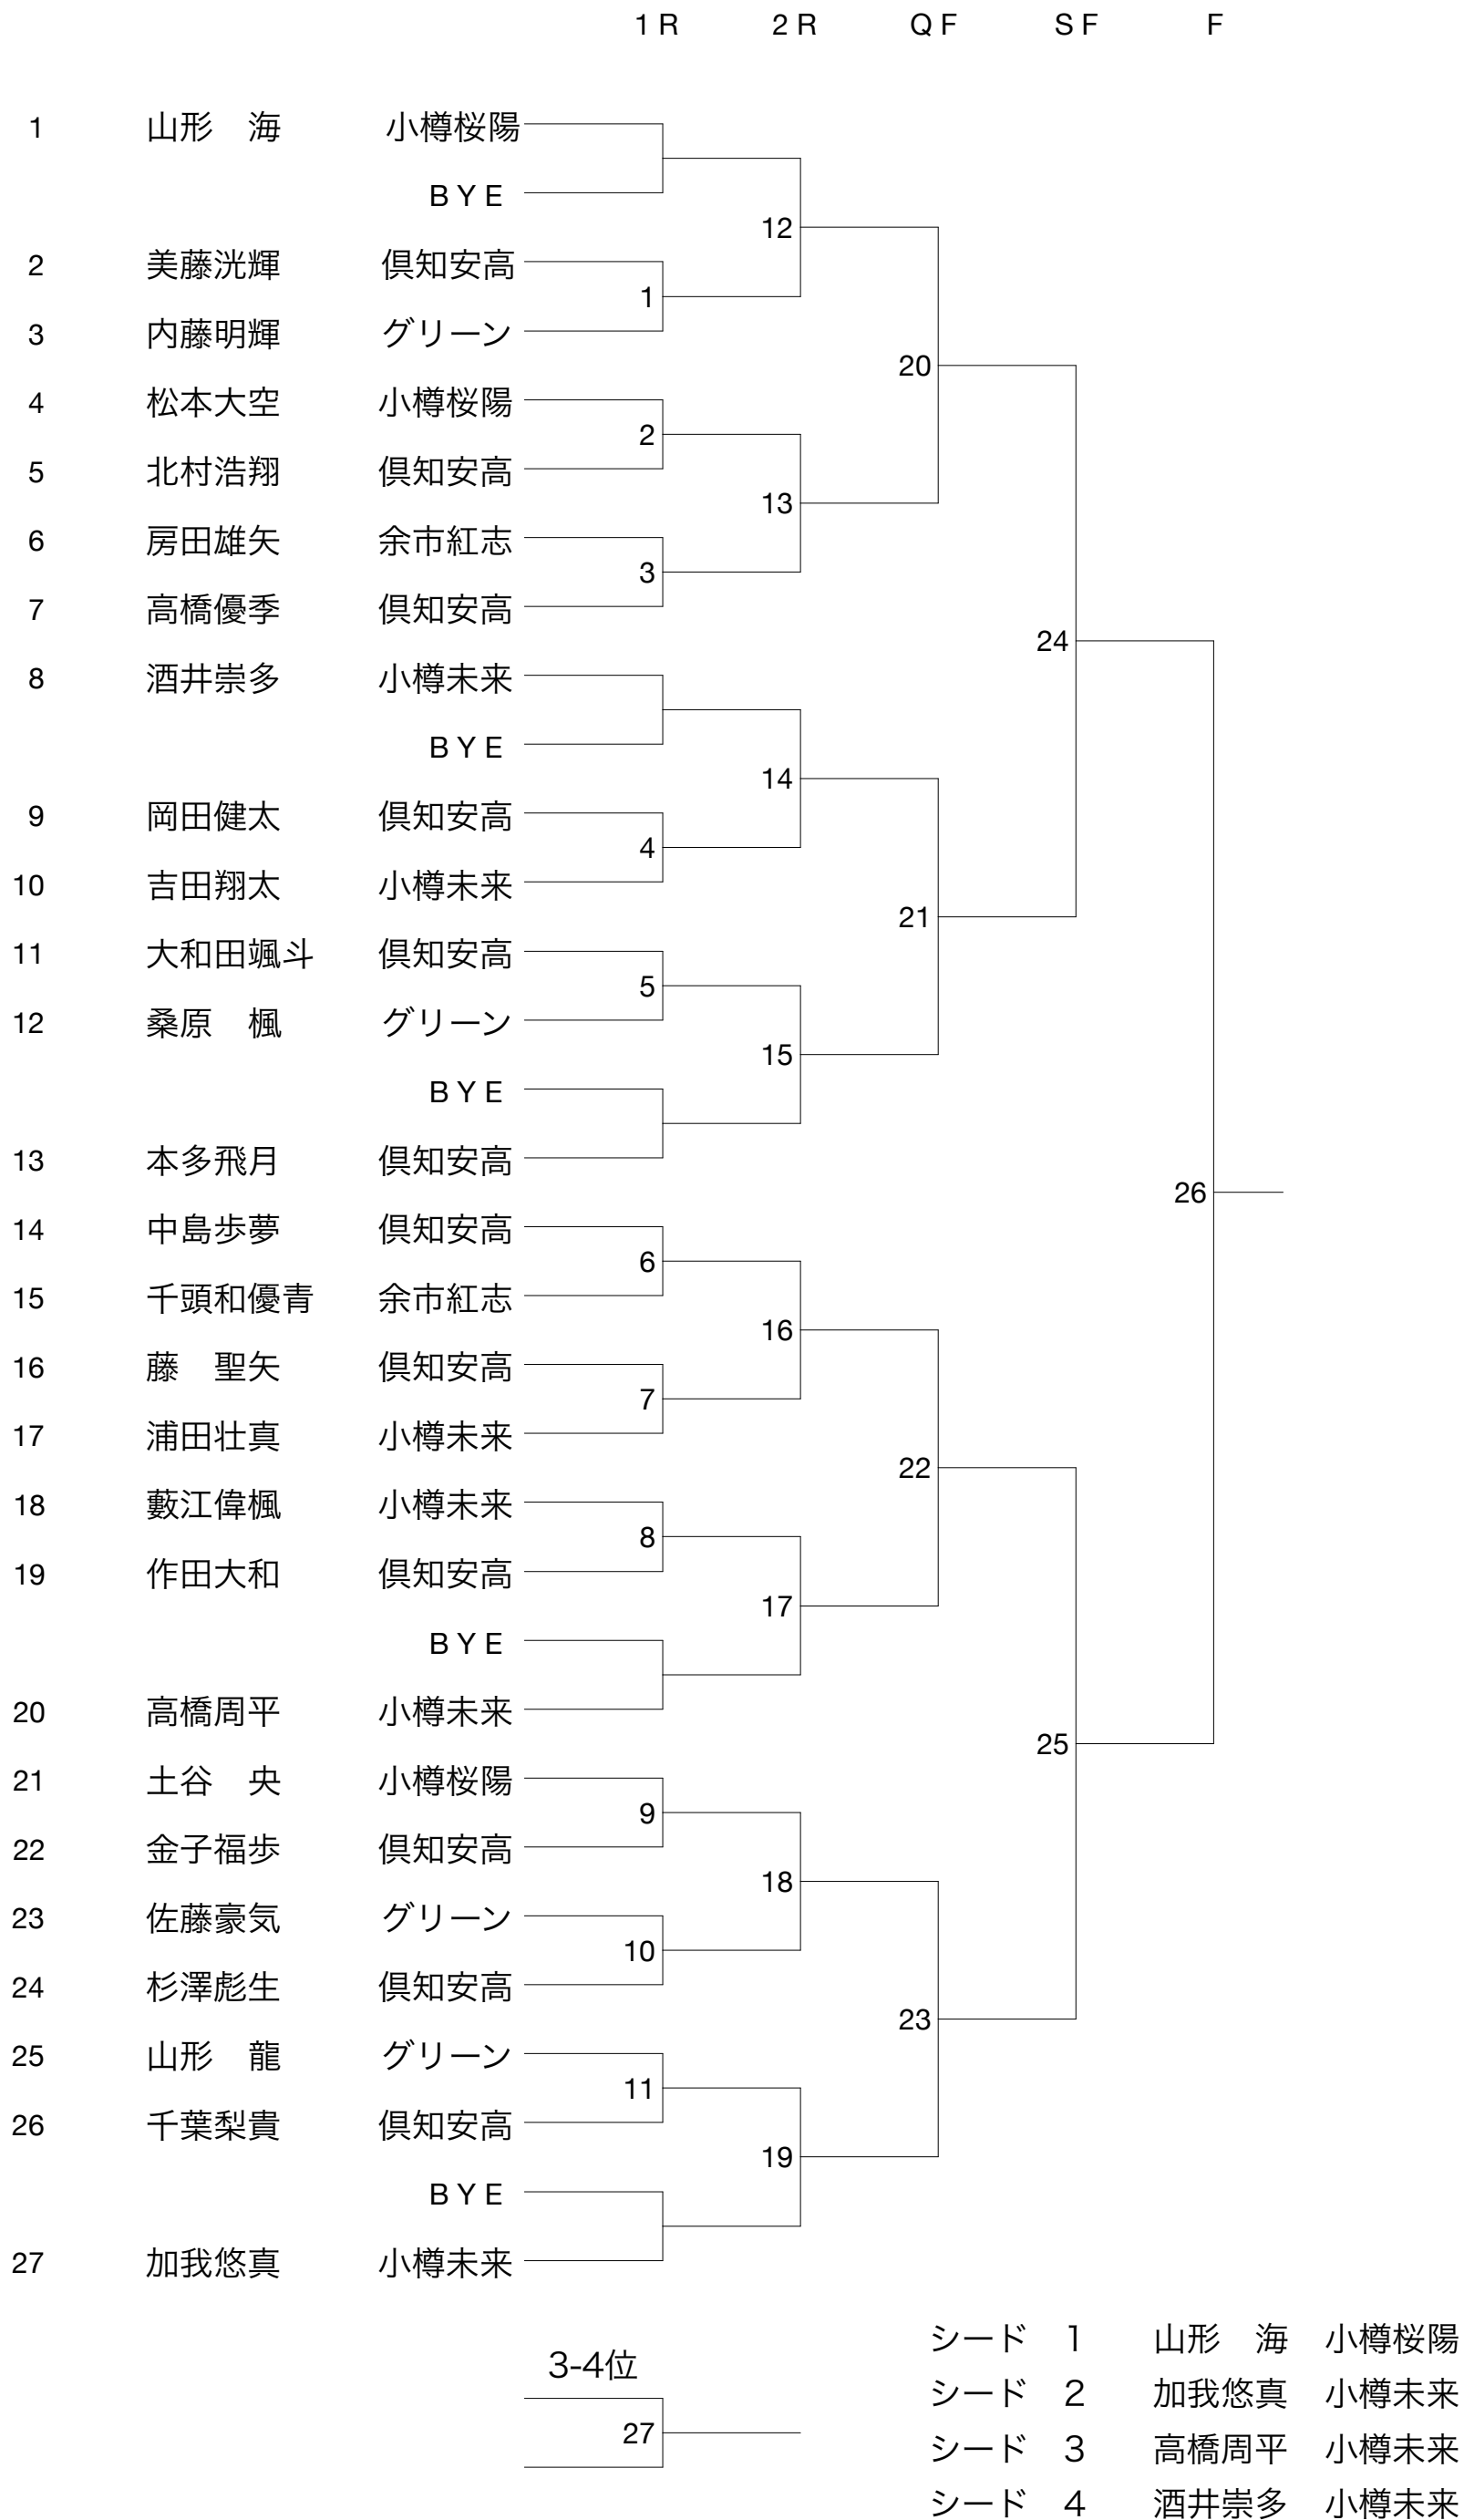 1 R 2 R Q F S F F
1 山形　海 小樽桜陽
B Y E
12
2 美藤洸輝 倶知安高
1
3 内藤明輝 グリーン
20
4 松本大空 小樽桜陽
2
5 北村浩翔 倶知安高
13
6 房田雄矢 余市紅志
3
7 高橋優季 倶知安高
24
8 酒井崇多 小樽未来
B Y E
14
9 岡田健太 倶知安高
4
10 吉田翔太 小樽未来
21
11 大和田颯斗 倶知安高
5
12 桑原　楓 グリーン
15
B Y E
13 本多飛月 倶知安高
26
14 中島歩夢 倶知安高
6
15 千頭和優青 余市紅志
16
16 藤　聖矢 倶知安高
7
17 浦田壮真 小樽未来
22
18 藪江偉楓 小樽未来
8
19 作田大和 倶知安高
17
B Y E
20 高橋周平 小樽未来
25
21 土谷　央 小樽桜陽
9
22 金子福歩 倶知安高
18
23 佐藤豪気 グリーン
10
24 杉澤彪生 倶知安高
23
25 山形　龍 グリーン
11
26 千葉梨貴 倶知安高
19
B Y E
27 加我悠真 小樽未来
シード　1　山形　海　小樽桜陽
3-4位
シード　2　加我悠真　小樽未来
27
シード　3　高橋周平　小樽未来
シード　4　酒井崇多　小樽未来